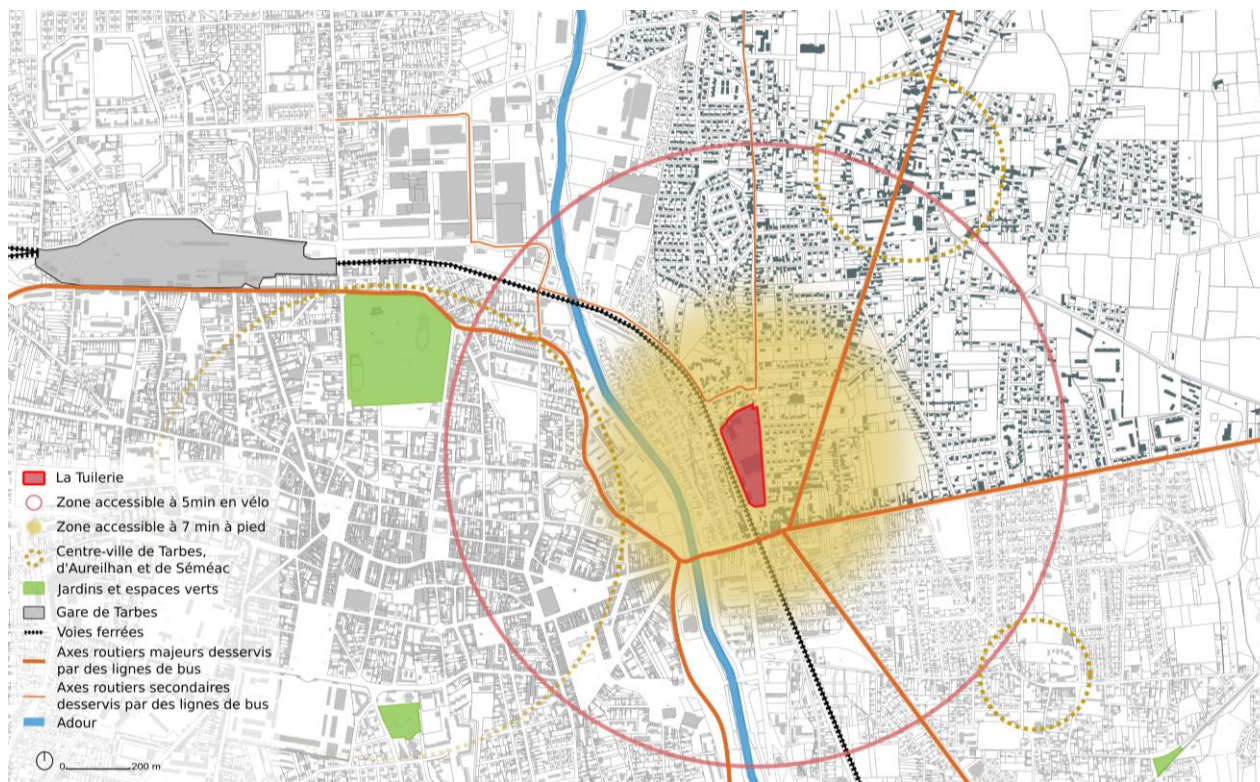 La Tuilerie
Zone accessible à 5min en vélo
Zone accessible à 7 min à pied
Centre-ville de Tarbes,
d'Aureilhan et de Séméac
Jardins et espaces verts
Gare de Tarbes
Voies ferrées
Axes routiers majeurs desservis
par des lignes de bus
Axes routiers secondaires
desservis par des lignes de bus
Adour
0 200 m